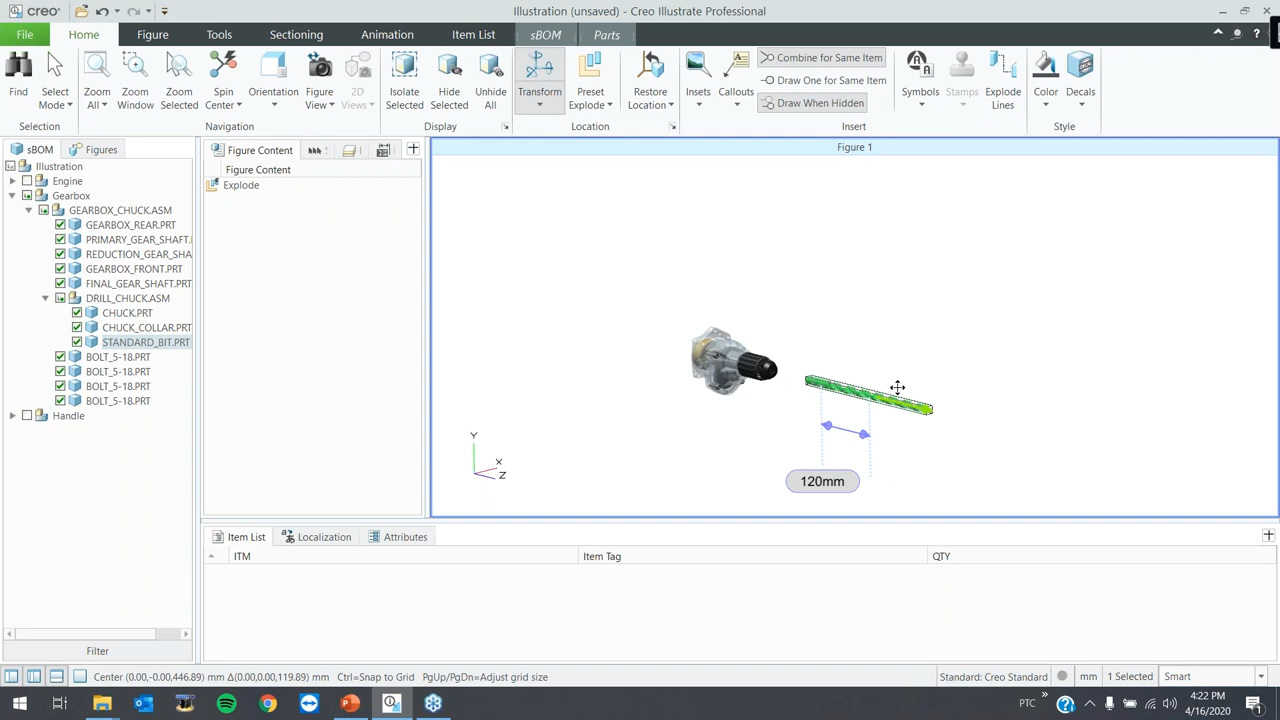 creo
Illustration (unsaved) - Creo Illustrate Professional
File
Home
Figure
Tools
Sectioning
Animation
Item List
sBOM
Parts
Find
Select Mode
Zoom All
Zoom Window
Zoom Selected
Spin Center
Orientation
Figure View
2D Views
Isolate Selected
Hide Selected
Unhide All
Transform
Preset Explode
Restore Location
Inserts
Callouts
Combine for Same Item
Draw One for Same Item
Draw When Hidden
Symbols
Stamps
Explode Lines
Color
Decals
Selection
Navigation
Display
Location
Insert
Style
sBOM
Figures
Illustration
Engine
Gearbox
GEARBOX_CHUCK.ASM
GEARBOX_REAR.PRT
PRIMARY_GEAR_SHAFT.
REDUCTION_GEAR_SHA
GEARBOX_FRONT.PRT
FINAL_GEAR_SHAFT.PRT
DRILL_CHUCK.ASM
CHUCK.PRT
CHUCK_COLLAR.PRT
STANDARD_BIT.PRT
BOLT_5-18.PRT
BOLT_5-18.PRT
BOLT_5-18.PRT
BOLT_5-18.PRT
Handle
Filter
Figure Content
Figure Content
Explode
Figure 1
Y
X
Z
120mm
Item List
Localization
Attributes
ITM
Item Tag
QTY
Center (0.00,-0.00,446.89) mm Δ(0.00,0.00,119.89) mm
Ctrl=Snap to Grid
PgUp/PgDn=Adjust grid size
Standard: Creo Standard
mm
1 Selected
Smart
PTC
4:22 PM
4/16/2020